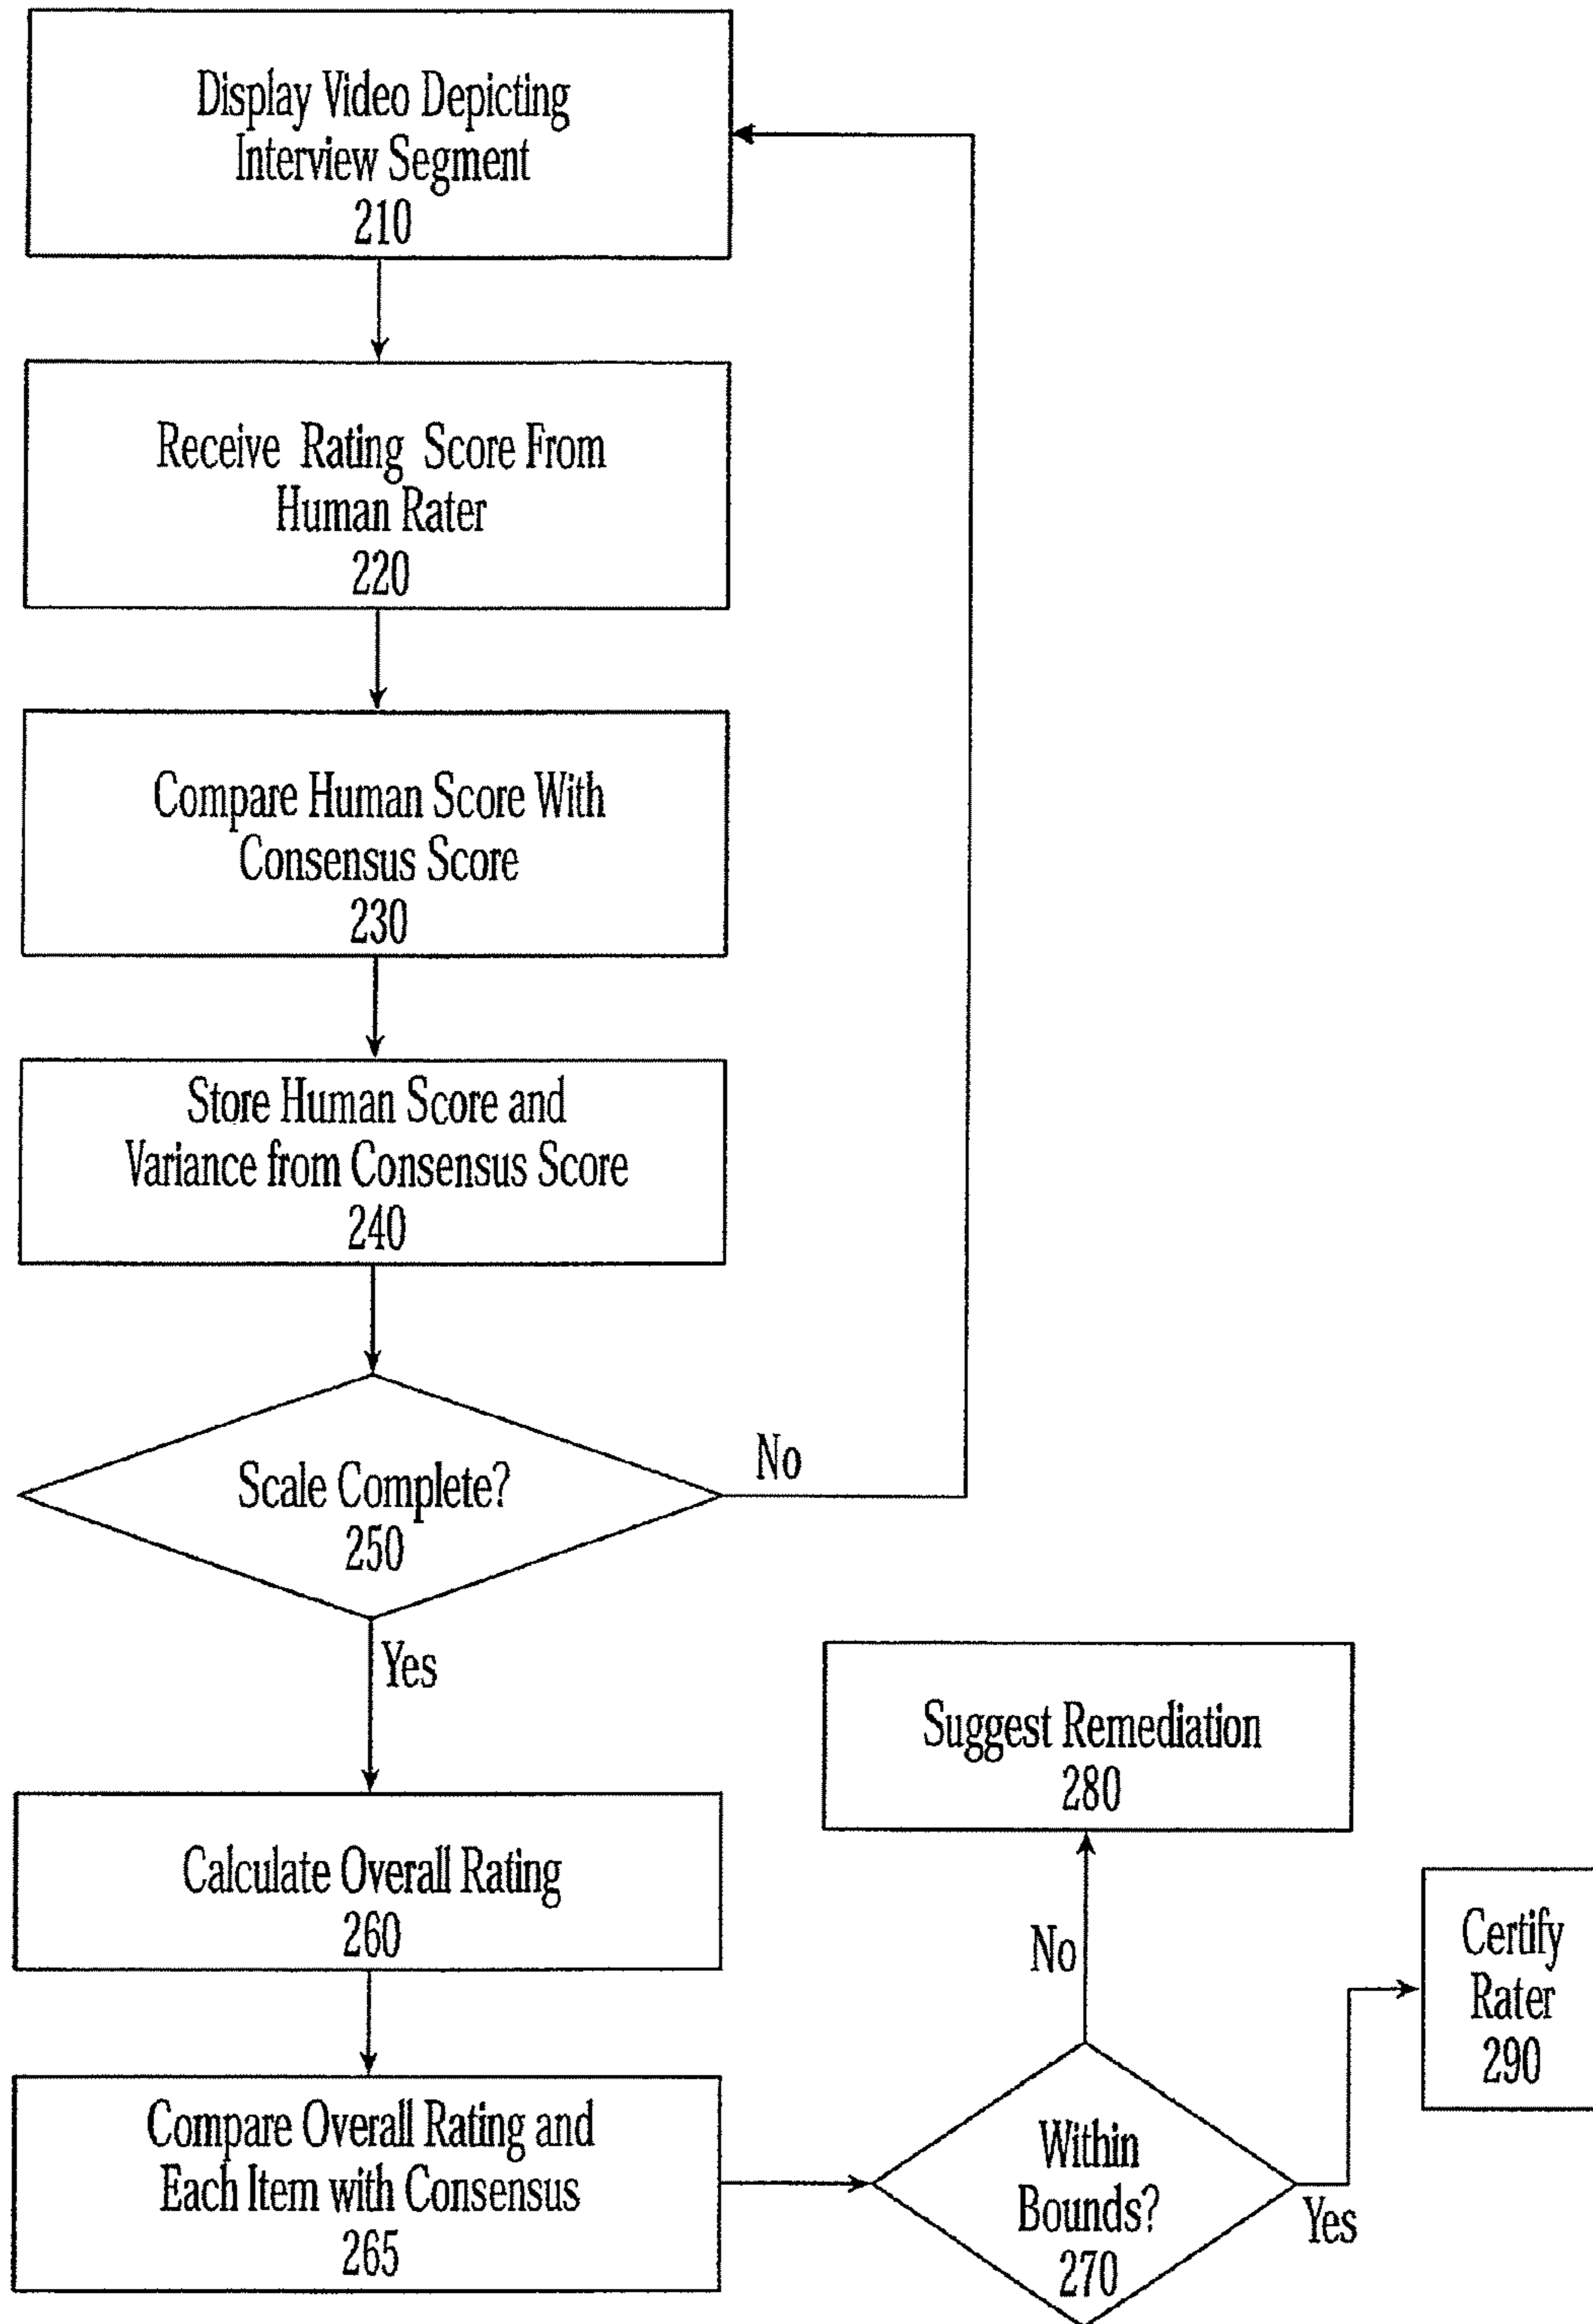 Display Video Depicting
Interview Segment
210
Receive Rating Score From
Human Rater
220
Compare Human Score With
Consensus Score
230
Store Human Score and
Variance from Consensus Score
240
Scale Complete?
250
No
Yes
Calculate Overall Rating
260
Compare Overall Rating and
Each Item with Consensus
265
Suggest Remediation
280
No
Within
Bounds?
270
Yes
Certify
Rater
290